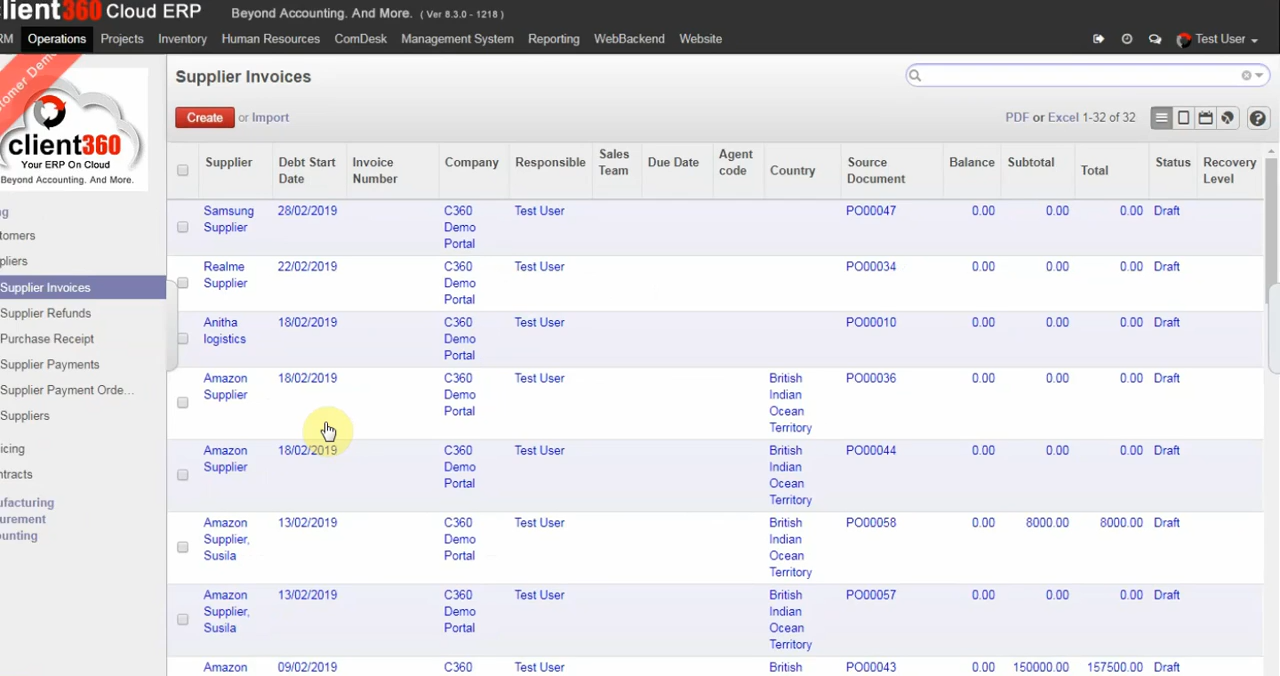 client360 Cloud ERP
Beyond Accounting. And More. ( Ver 8.3.0 - 1218 )
RM Operations Projects Inventory Human Resources ComDesk Management System Reporting WebBackend Website Test User
tomer Demo
client360
Your ERP On Cloud
Beyond Accounting. And More.
g
tomers
pliers
Supplier Invoices
Supplier Refunds
Purchase Receipt
Supplier Payments
Supplier Payment Orde...
Suppliers
icing
ntracts
ufacturing
urement
ounting
Supplier Invoices
Create or Import
PDF or Excel 1-32 of 32
Supplier Debt Start Date Invoice Number Company Responsible Sales Team Due Date Agent code Country Source Document Balance Subtotal Total Status Recovery Level
Samsung Supplier 28/02/2019 C360 Demo Portal Test User PO00047 0.00 0.00 0.00 Draft
Realme Supplier 22/02/2019 C360 Demo Portal Test User PO00034 0.00 0.00 0.00 Draft
Anitha logistics 18/02/2019 C360 Demo Portal Test User PO00010 0.00 0.00 0.00 Draft
Amazon Supplier 18/02/2019 C360 Demo Portal Test User British Indian Ocean Territory PO00036 0.00 0.00 0.00 Draft
Amazon Supplier 18/02/2019 C360 Demo Portal Test User British Indian Ocean Territory PO00044 0.00 0.00 0.00 Draft
Amazon Supplier, Susila 13/02/2019 C360 Demo Portal Test User British Indian Ocean Territory PO00058 0.00 8000.00 8000.00 Draft
Amazon Supplier, Susila 13/02/2019 C360 Demo Portal Test User British Indian Ocean Territory PO00057 0.00 0.00 0.00 Draft
Amazon 09/02/2019 C360 Test User British PO00043 0.00 150000.00 157500.00 Draft